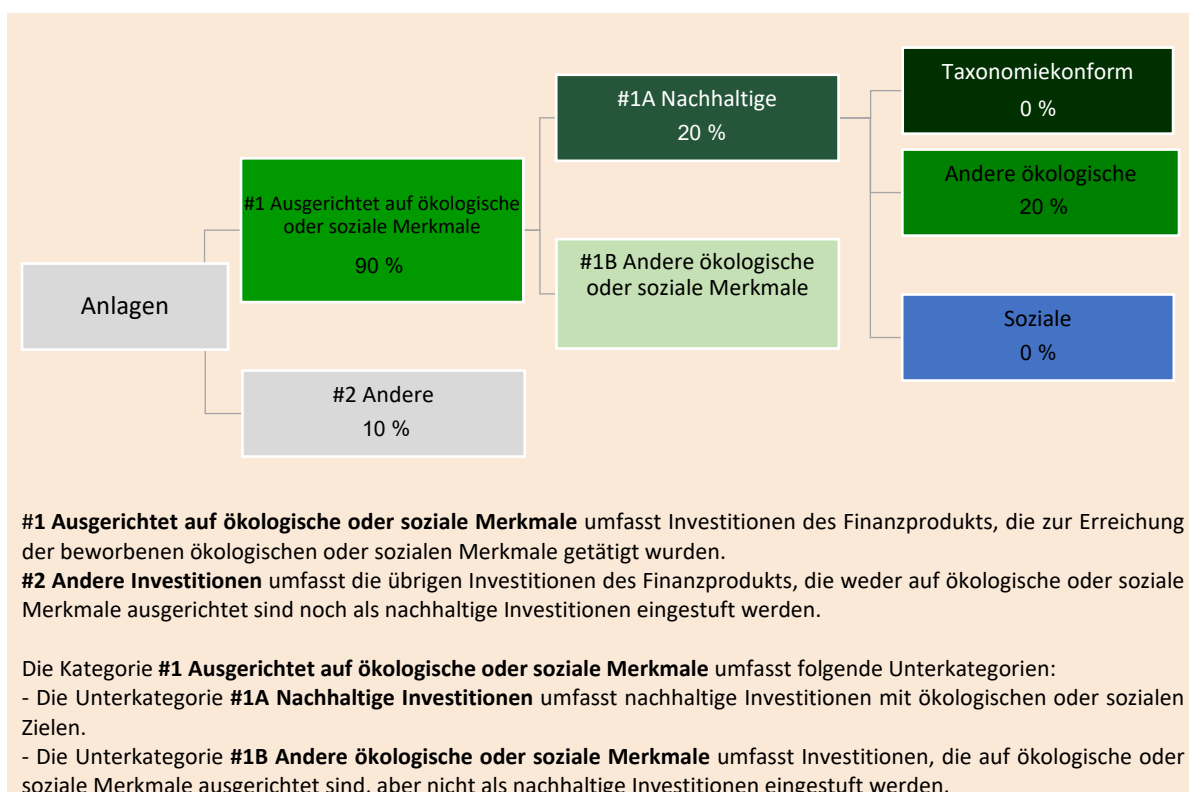 Anlagen
#1 Ausgerichtet auf ökologische
oder soziale Merkmale
90 %
#2 Andere
10 %
#1A Nachhaltige
20 %
#1B Andere ökologische
oder soziale Merkmale
Taxonomiekonform
0 %
Andere ökologische
20 %
Soziale
0 %
#1 Ausgerichtet auf ökologische oder soziale Merkmale umfasst Investitionen des Finanzprodukts, die zur Erreichung
der beworbenen ökologischen oder sozialen Merkmale getätigt wurden.
#2 Andere Investitionen umfasst die übrigen Investitionen des Finanzprodukts, die weder auf ökologische oder soziale
Merkmale ausgerichtet sind noch als nachhaltige Investitionen eingestuft werden.
Die Kategorie #1 Ausgerichtet auf ökologische oder soziale Merkmale umfasst folgende Unterkategorien:
- Die Unterkategorie #1A Nachhaltige Investitionen umfasst nachhaltige Investitionen mit ökologischen oder sozialen
Zielen.
- Die Unterkategorie #1B Andere ökologische oder soziale Merkmale umfasst Investitionen, die auf ökologische oder
soziale Merkmale ausgerichtet sind, aber nicht als nachhaltige Investitionen eingestuft werden.